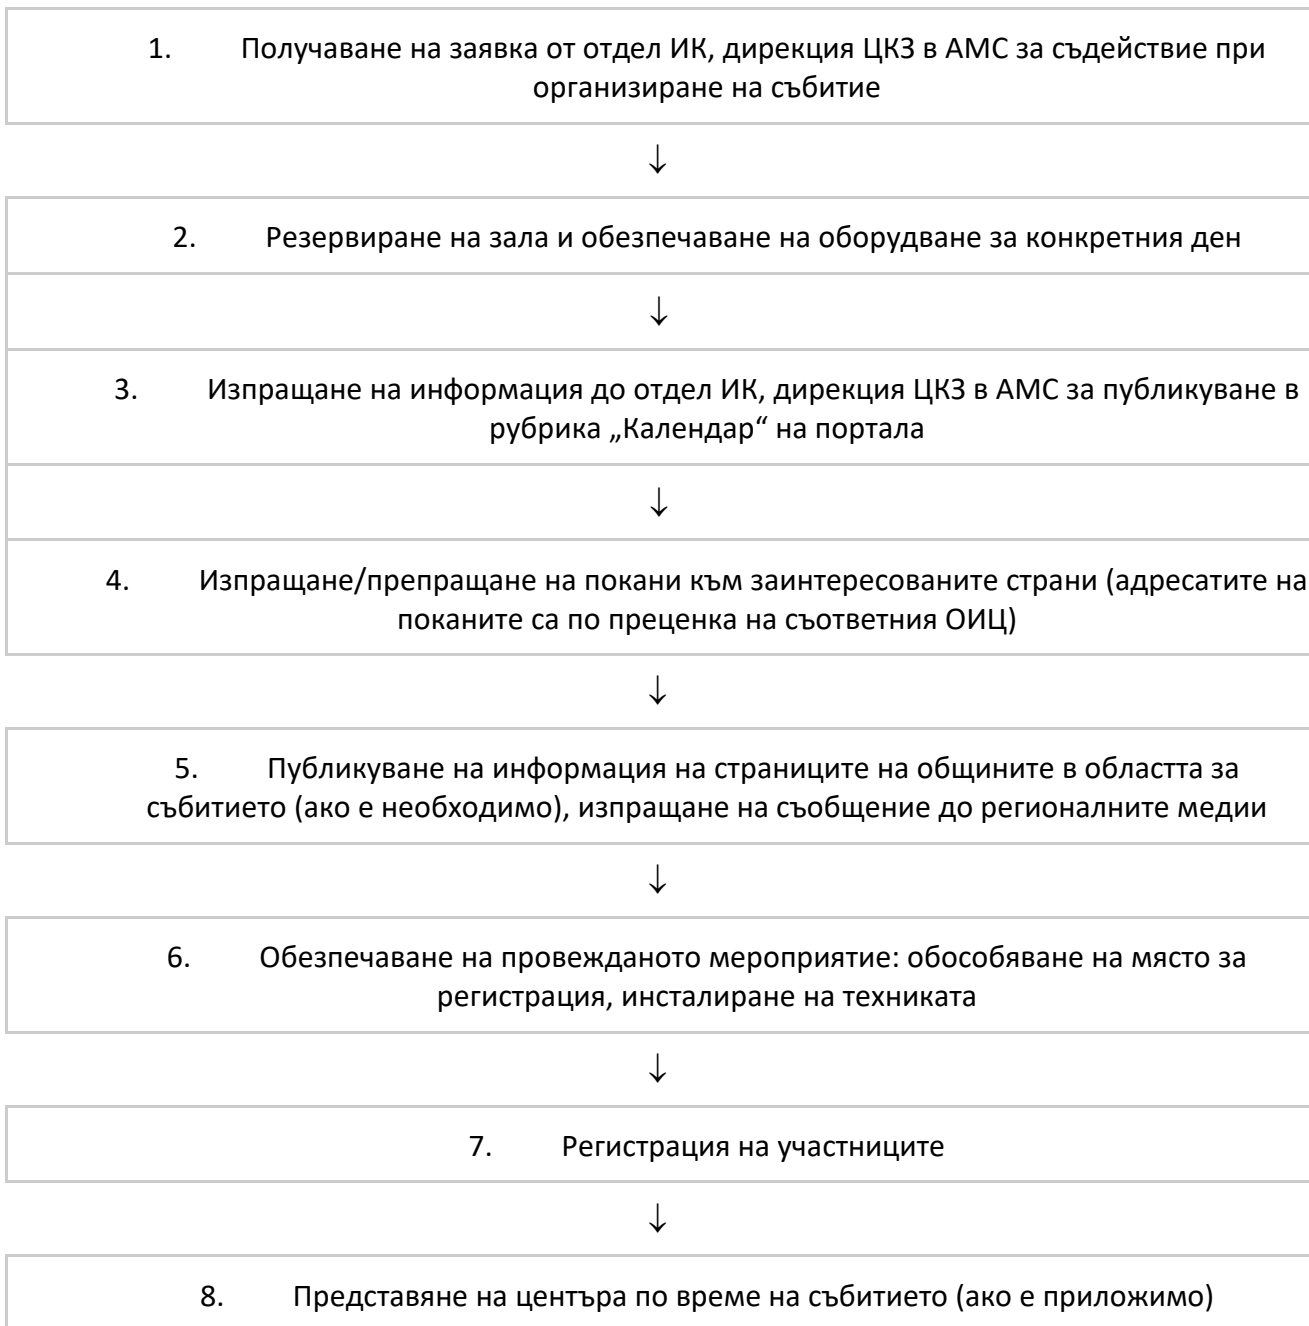 1. Получаване на заявка от отдел ИК, дирекция ЦКЗ в АМС за съдействие при
организиране на събитие
↓
2. Резервиране на зала и обезпечаване на оборудване за конкретния ден
↓
3. Изпращане на информация до отдел ИК, дирекция ЦКЗ в АМС за публикуване в
рубрика „Календар“ на портала
↓
4. Изпращане/препращане на покани към заинтересованите страни (адресатите на
поканите са по преценка на съответния ОИЦ)
↓
5. Публикуване на информация на страниците на общините в областта за
събитието (ако е необходимо), изпращане на съобщение до регионалните медии
↓
6. Обезпечаване на провежданото мероприятие: обособяване на място за
регистрация, инсталиране на техниката
↓
7. Регистрация на участниците
↓
8. Представяне на центъра по време на събитието (ако е приложимо)